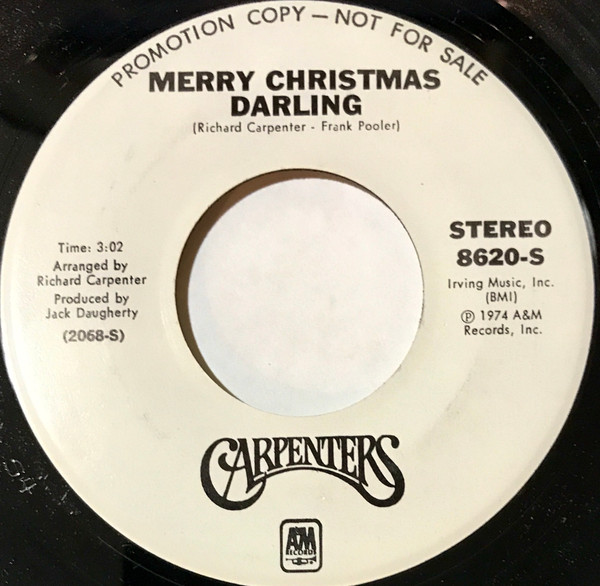 PROMOTION COPY — NOT FOR SALE
MERRY CHRISTMAS
DARLING
(Richard Carpenter - Frank Pooler)
Time: 3:02
Arranged by
Richard Carpenter
Produced by
Jack Daugherty
(2068-S)
STEREO
8620-S
Irving Music, Inc.
(BMI)
℗ 1974 A&M
Records, Inc.
CARPENTERS
A&M
RECORDS